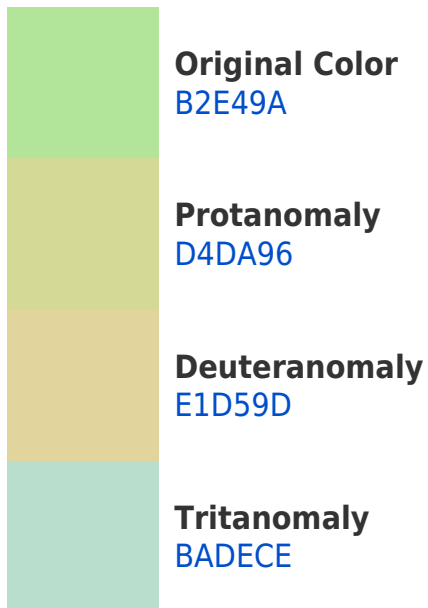 Original Color
B2E49A
Protanomaly
D4DA96
Deuteranomaly
E1D59D
Tritanomaly
BADECE